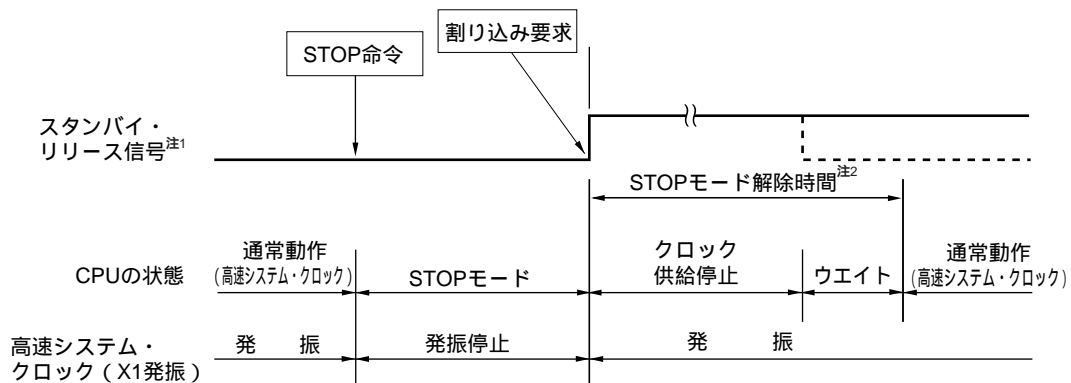 割り込み要求
STOP命令
スタンバイ・
リリース信号注1
STOPモード解除時間注2
CPUの状態
通常動作
(高速システム・クロック)
STOPモード
クロック
供給停止
ウエイト
通常動作
(高速システム・クロック)
高速システム・
クロック（X1発振）
発　振
発振停止
発　振